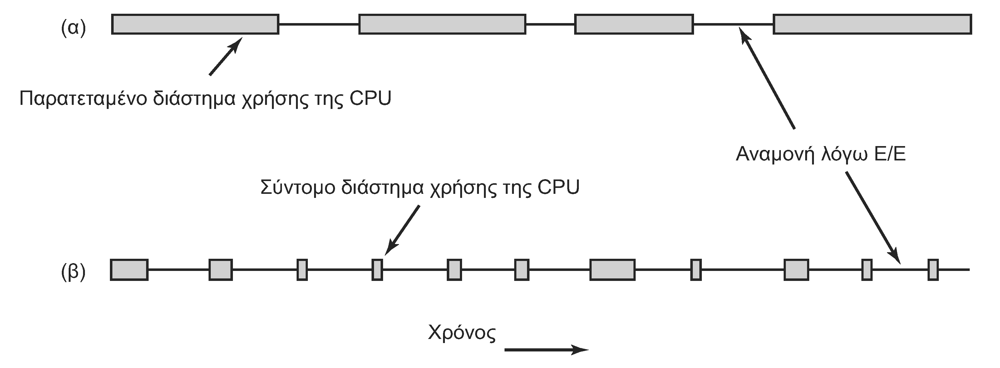 (α)
Παρατεταμένο διάστημα χρήσης της CPU
Αναμονή λόγω Ε/Ε
Σύντομο διάστημα χρήσης της CPU
(β)
Χρόνος